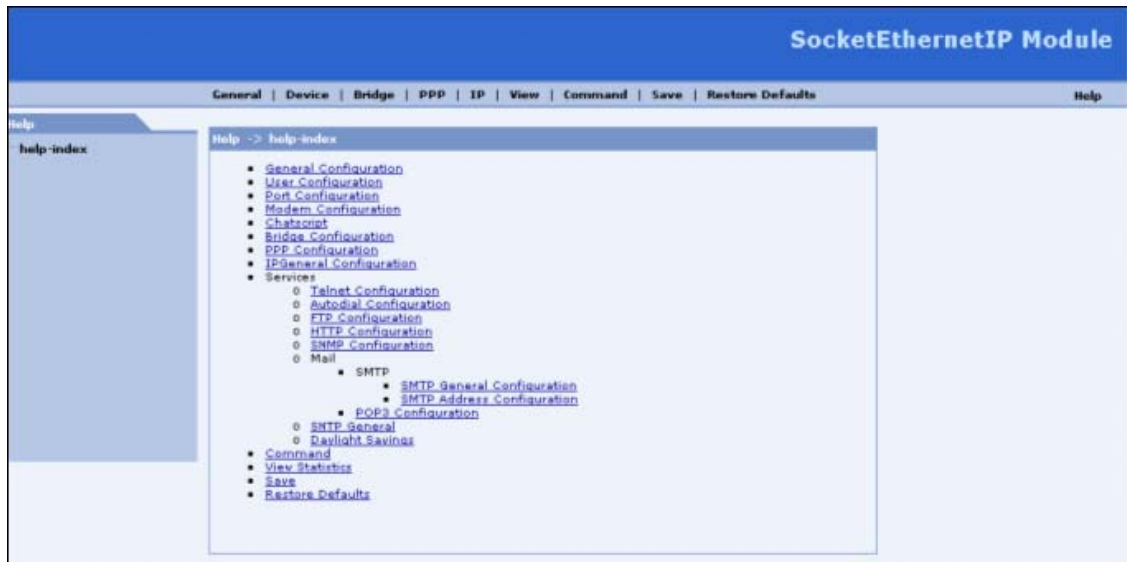 SocketEthernetIP Module
General | Device | Bridge | PPP | IP | View | Command | Save | Restore Defaults
Help
Help
help-index
Help -> help-index
General Configuration
User Configuration
Port Configuration
Modem Configuration
Chatscript
Bridge Configuration
PPP Configuration
IPGeneral Configuration
Services
Telnet Configuration
Autodial Configuration
FTP Configuration
HTTP Configuration
SNMP Configuration
Mail
SMTP
SMTP General Configuration
SMTP Address Configuration
POP3 Configuration
SNTP General
Daylight Savings
Command
View Statistics
Save
Restore Defaults